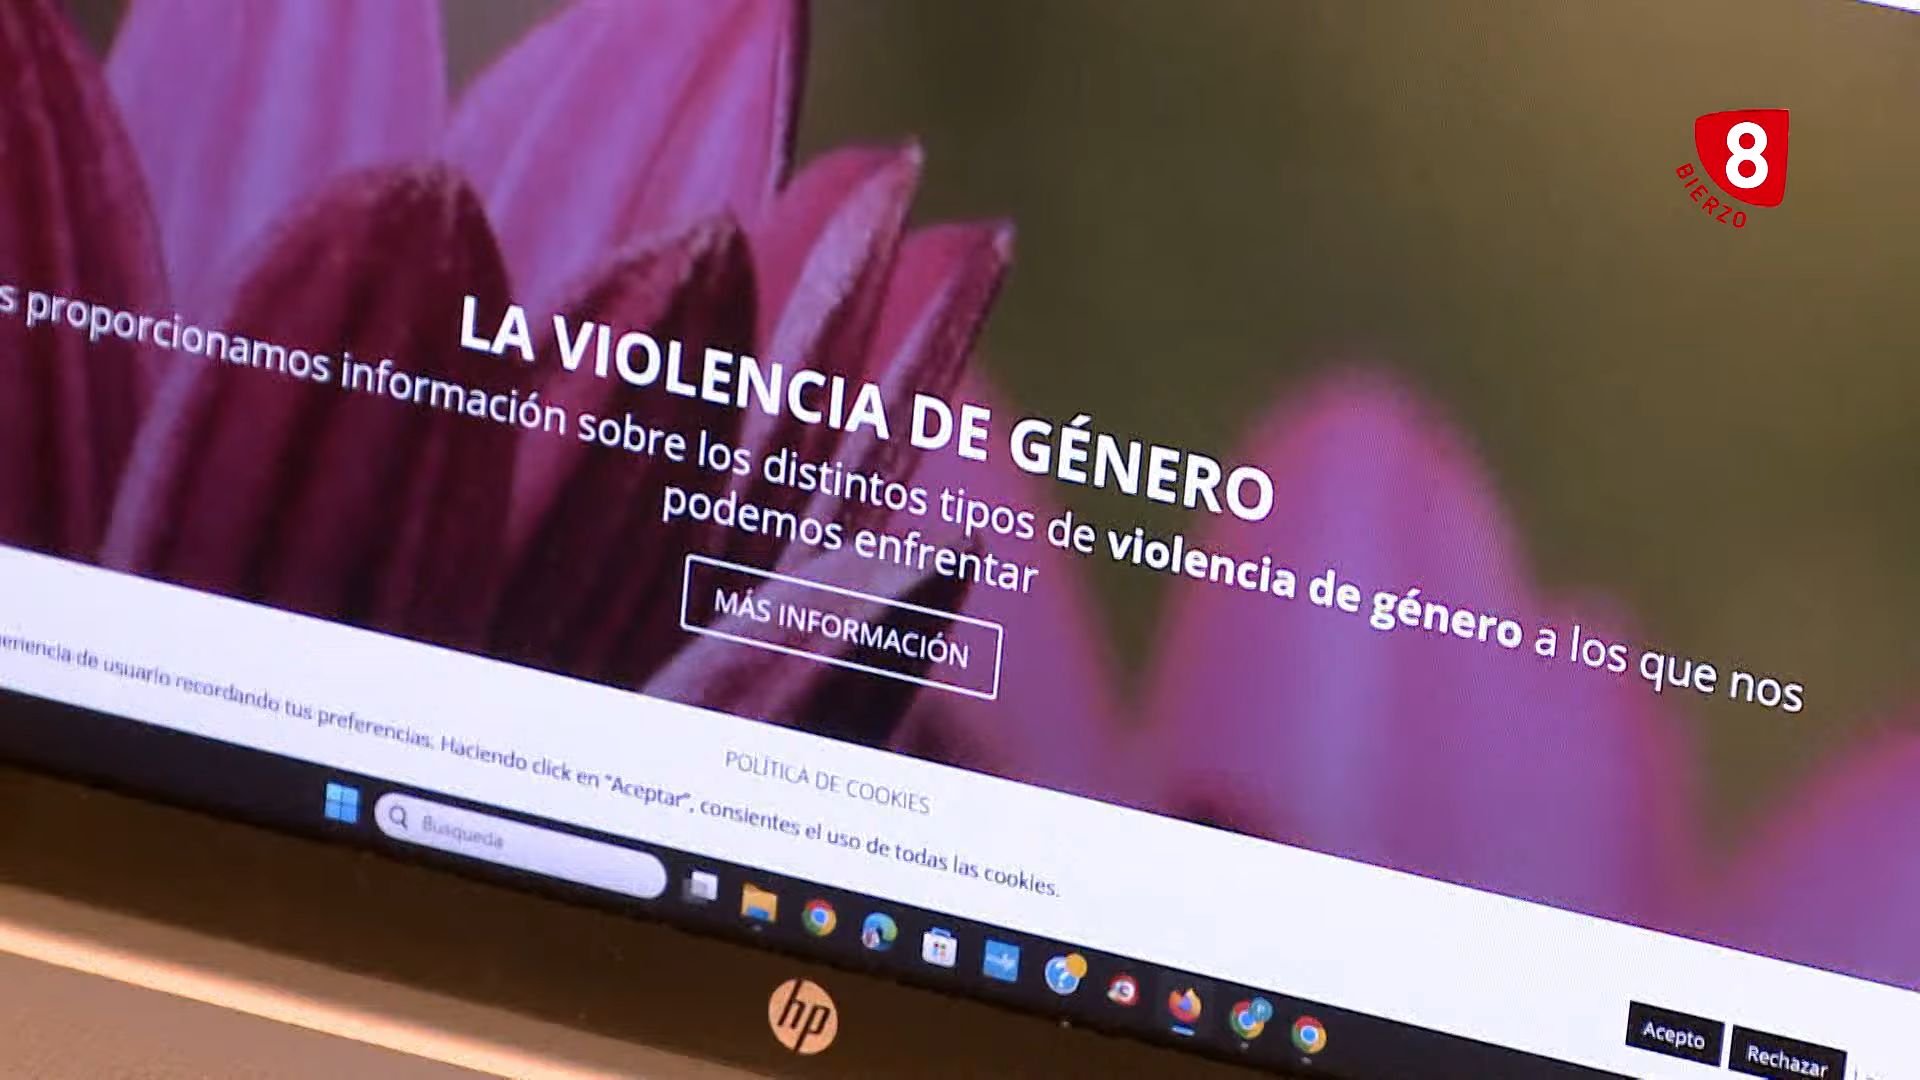 8
BIERZO
LA VIOLENCIA DE GÉNERO
s proporcionamos información sobre los distintos tipos de violencia de género a los que nos
podemos enfrentar
MÁS INFORMACIÓN
POLÍTICA DE COOKIES
eriencia de usuario recordando tus preferencias. Haciendo click en "Aceptar", consientes el uso de todas las cookies.
Acepto
Rechazar
Búsqueda
hp